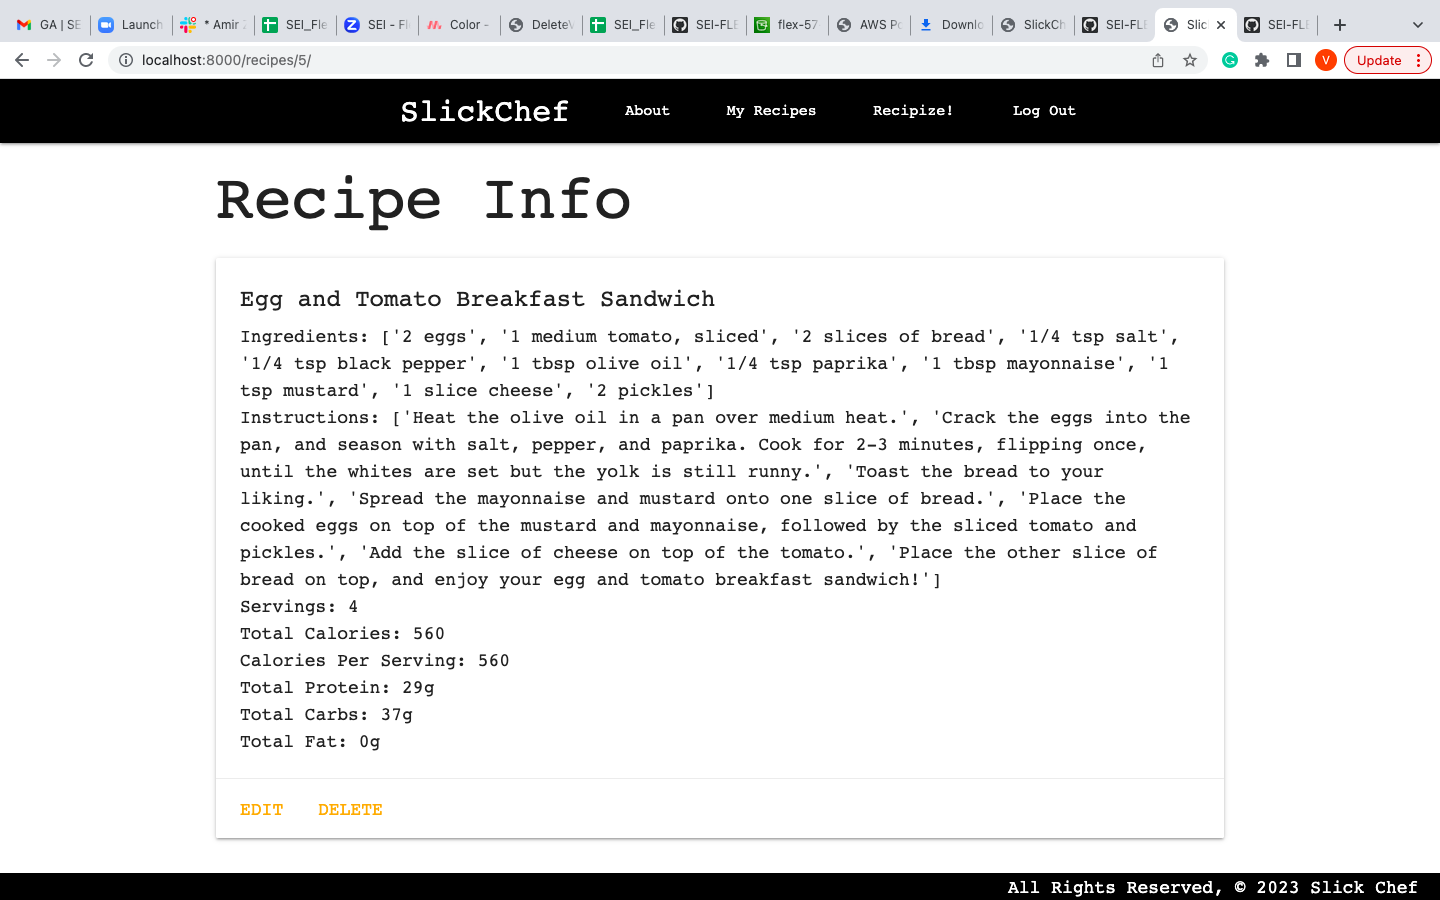 GA | SE
Launch
* Amir
SEI_Fle
SEI - Fl
Color -
DeleteV
SEI_Fle
SEI-FLE
flex-57
AWS Po
Downlo
SlickCh
SEI-FLE
Slic
SEI-FLE
localhost:8000/recipes/5/
V
Update
SlickChef
About
My Recipes
Recipize!
Log Out
Recipe Info
Egg and Tomato Breakfast Sandwich
Ingredients: ['2 eggs', '1 medium tomato, sliced', '2 slices of bread', '1/4 tsp salt',
'1/4 tsp black pepper', '1 tbsp olive oil', '1/4 tsp paprika', '1 tbsp mayonnaise', '1
tsp mustard', '1 slice cheese', '2 pickles']
Instructions: ['Heat the olive oil in a pan over medium heat.', 'Crack the eggs into the
pan, and season with salt, pepper, and paprika. Cook for 2-3 minutes, flipping once,
until the whites are set but the yolk is still runny.', 'Toast the bread to your
liking.', 'Spread the mayonnaise and mustard onto one slice of bread.', 'Place the
cooked eggs on top of the mustard and mayonnaise, followed by the sliced tomato and
pickles.', 'Add the slice of cheese on top of the tomato.', 'Place the other slice of
bread on top, and enjoy your egg and tomato breakfast sandwich!']
Servings: 4
Total Calories: 560
Calories Per Serving: 560
Total Protein: 29g
Total Carbs: 37g
Total Fat: 0g
EDIT
DELETE
All Rights Reserved, © 2023 Slick Chef